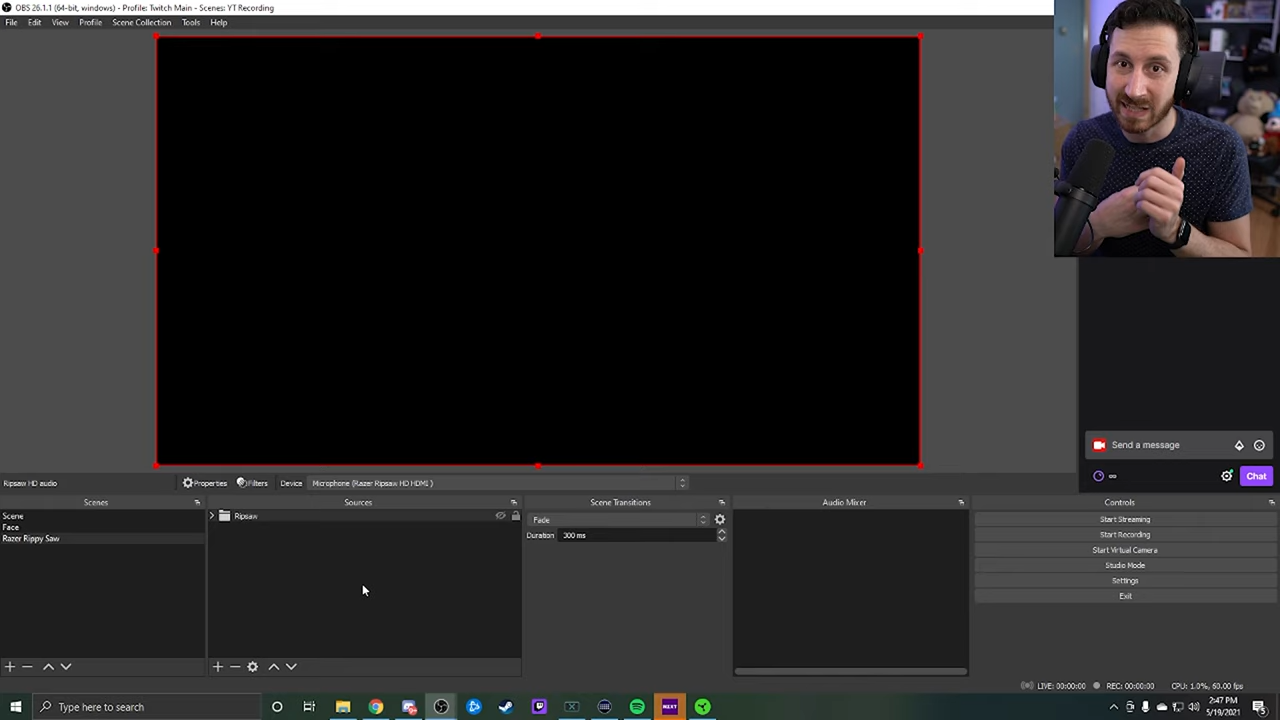 OBS 26.1.1 (64-bit, windows) - Profile: Twitch Main - Scenes: YT Recording
File Edit View Profile Scene Collection Tools Help
Send a message
Chat
Ripsaw HD audio Properties Filters Device Microphone (Razer Ripsaw HD HDMI )
Scenes Sources Scene Transitions Audio Mixer Controls
Scene
Face
Razer Rippy Saw
Ripsaw
Fade
Duration 300 ms
Start Streaming
Start Recording
Start Virtual Camera
Studio Mode
Settings
Exit
LIVE: 00:00:00 REC: 00:00:00 CPU: 1.0%, 60.00 fps
Type here to search
2:47 PM
5/19/2021